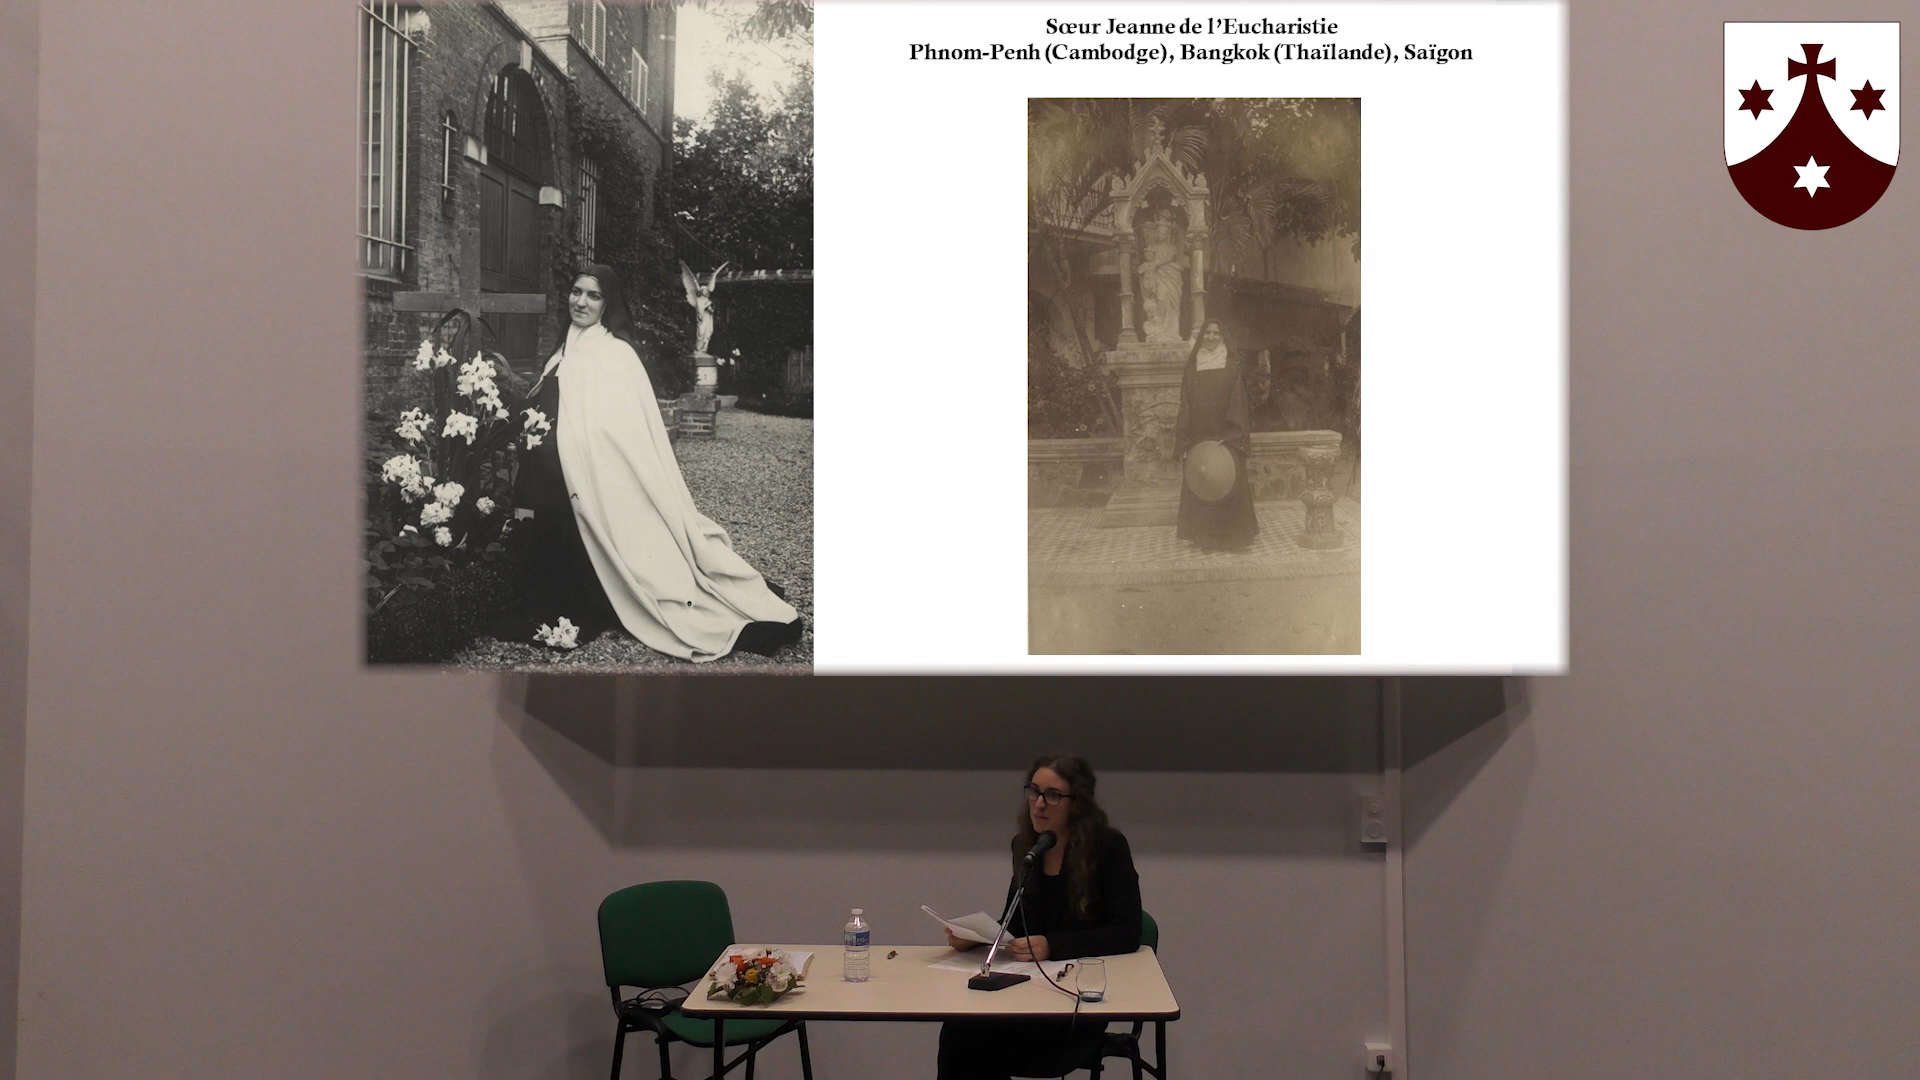 Sœur Jeanne de l’Eucharistie
Phnom-Penh (Cambodge), Bangkok (Thaïlande), Saïgon